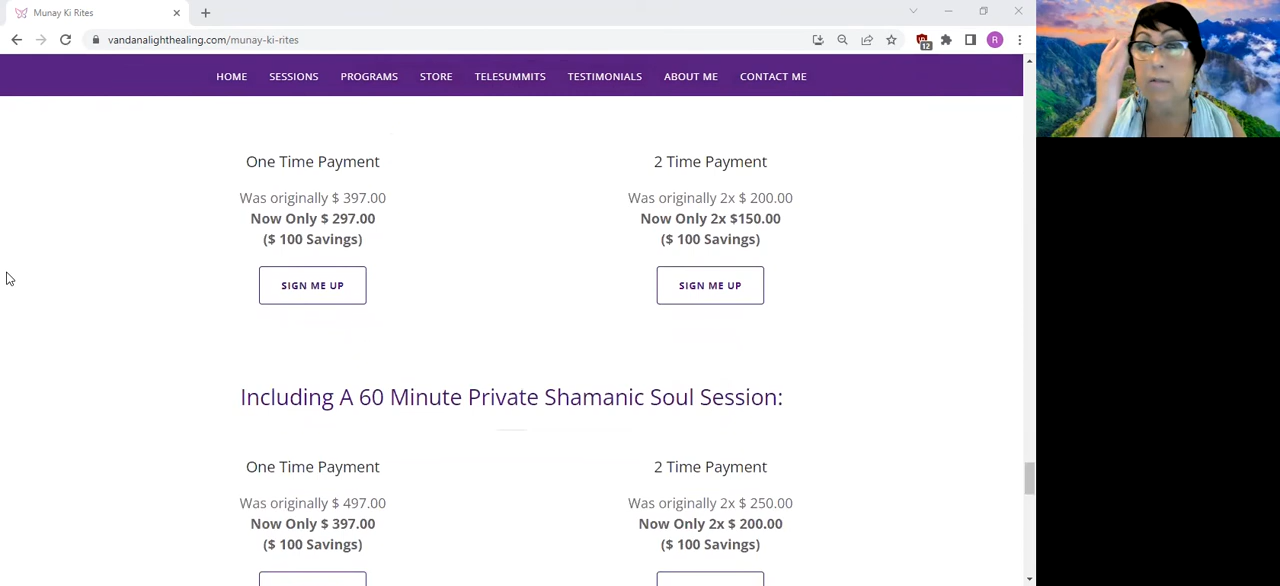 Munay Ki Rites
vandanalighthealing.com/munay-ki-rites
12
R
HOME SESSIONS PROGRAMS STORE TELESUMMITS TESTIMONIALS ABOUT ME CONTACT ME
One Time Payment
Was originally $ 397.00
Now Only $ 297.00
($ 100 Savings)
SIGN ME UP
2 Time Payment
Was originally 2x $ 200.00
Now Only 2x $150.00
($ 100 Savings)
SIGN ME UP
Including A 60 Minute Private Shamanic Soul Session:
One Time Payment
Was originally $ 497.00
Now Only $ 397.00
($ 100 Savings)
2 Time Payment
Was originally 2x $ 250.00
Now Only 2x $ 200.00
($ 100 Savings)